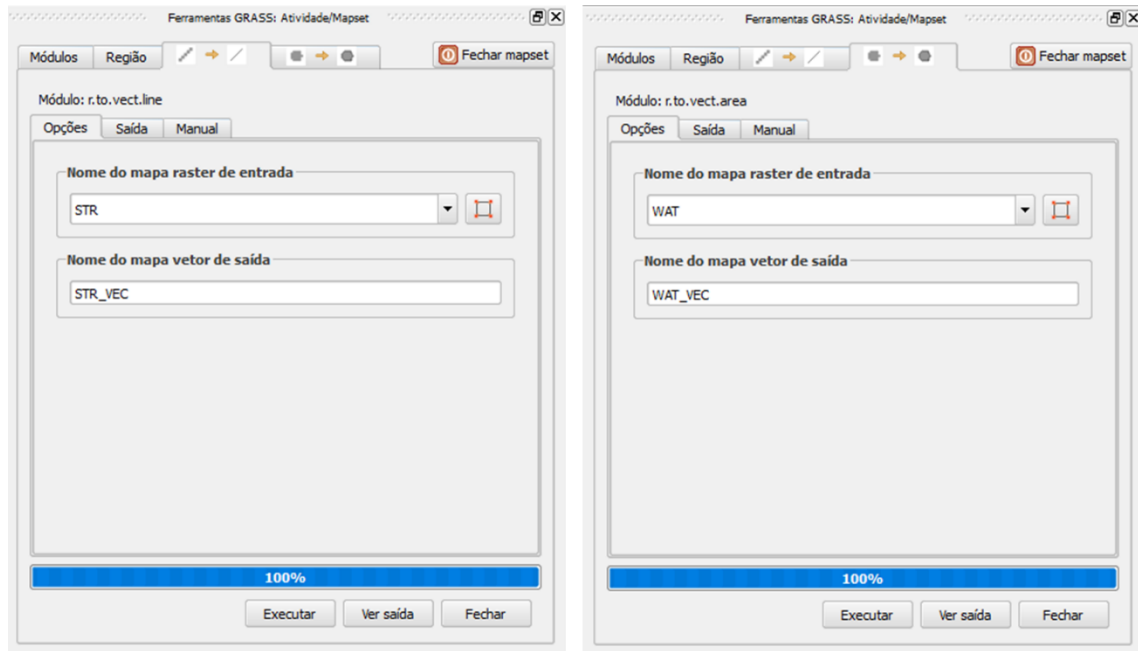 Ferramentas GRASS: Atividade/Mapset
Módulos Região Fechar mapset
Módulo: r.to.vect.line
Opções Saída Manual
Nome do mapa raster de entrada
STR
Nome do mapa vetor de saída
STR_VEC
100%
Executar Ver saída Fechar
Ferramentas GRASS: Atividade/Mapset
Módulos Região Fechar mapset
Módulo: r.to.vect.area
Opções Saída Manual
Nome do mapa raster de entrada
WAT
Nome do mapa vetor de saída
WAT_VEC
100%
Executar Ver saída Fechar